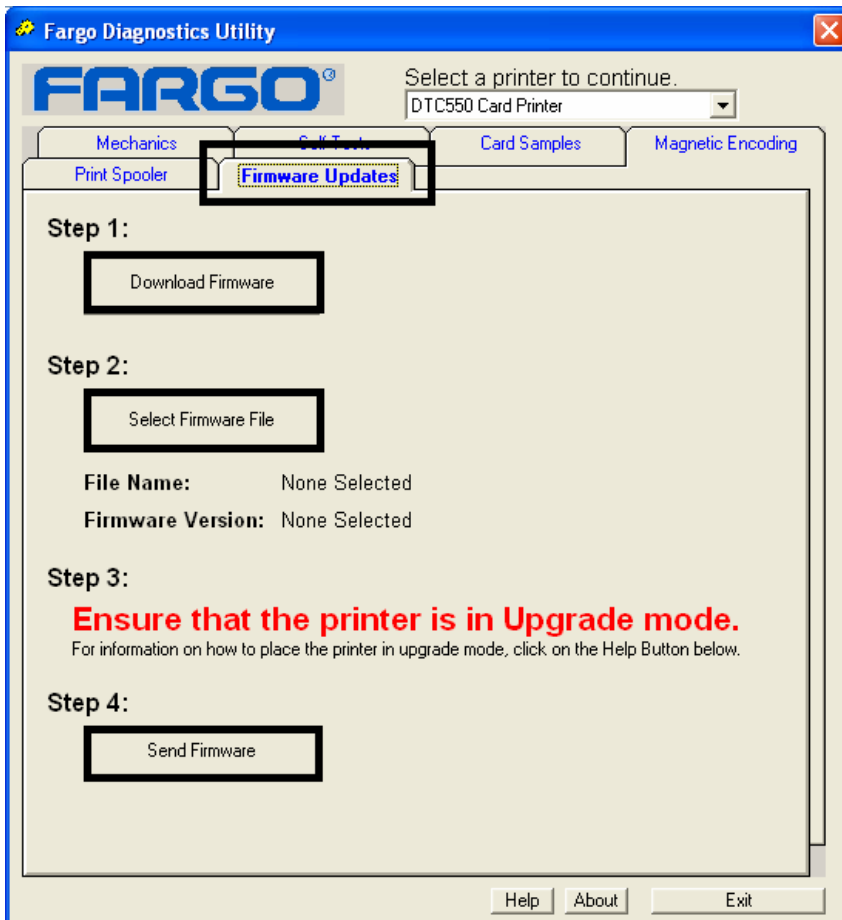 Fargo Diagnostics Utility
FARGO®
Select a printer to continue.
DTC550 Card Printer
Mechanics
Self Tests
Card Samples
Magnetic Encoding
Print Spooler
Firmware Updates
Step 1:
Download Firmware
Step 2:
Select Firmware File
File Name: None Selected
Firmware Version: None Selected
Step 3:
Ensure that the printer is in Upgrade mode.
For information on how to place the printer in upgrade mode, click on the Help Button below.
Step 4:
Send Firmware
Help
About
Exit